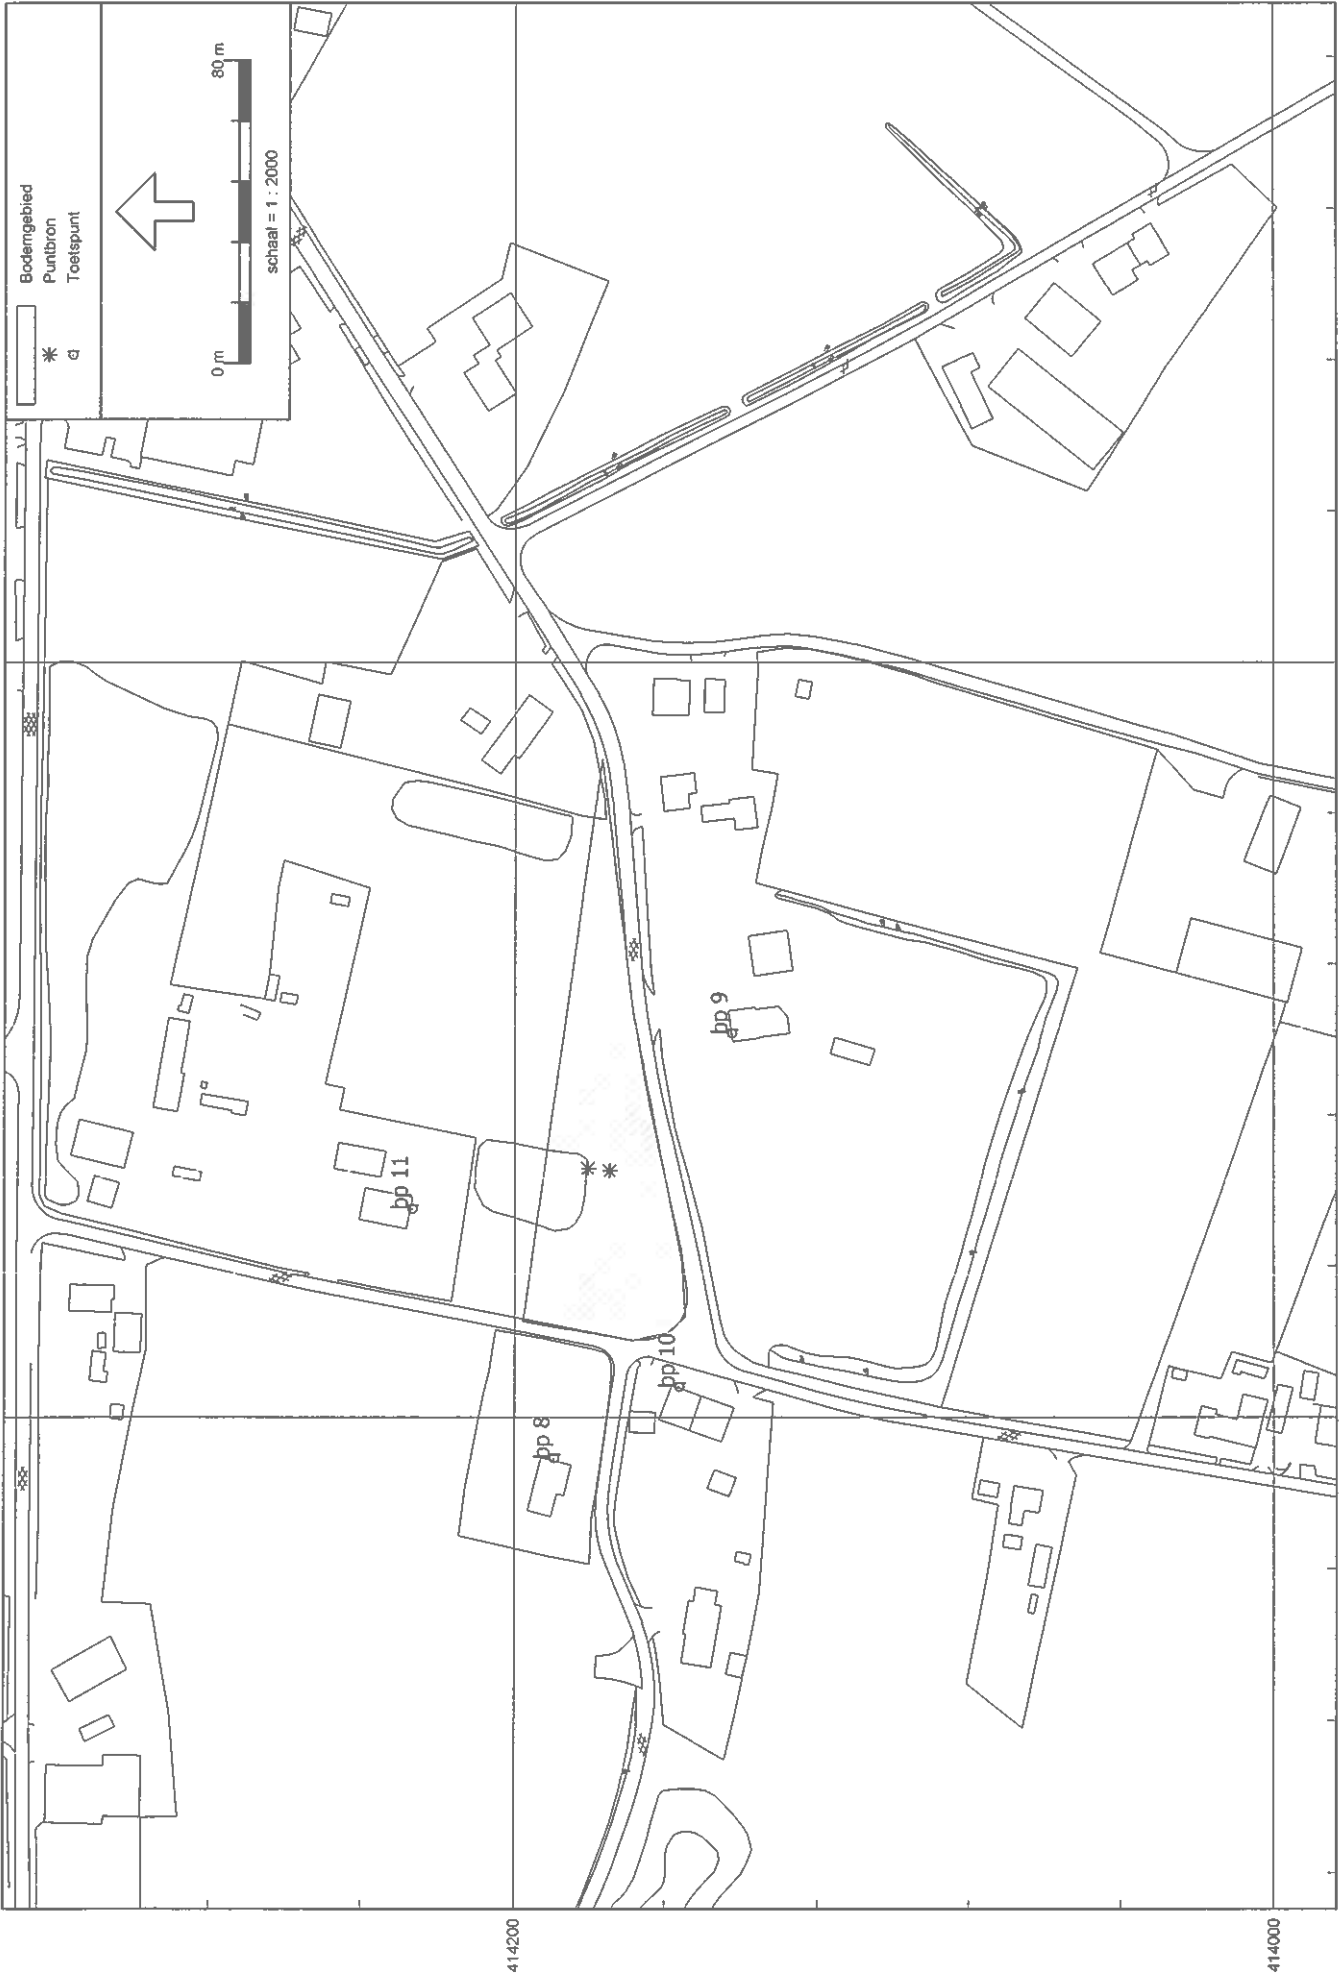 Bodemgebied
Puntbron
Toetspunt
0 m
80 m
schaal = 1 : 2000
bp 11
bp 9
bp 10
bp 8
414200
414000